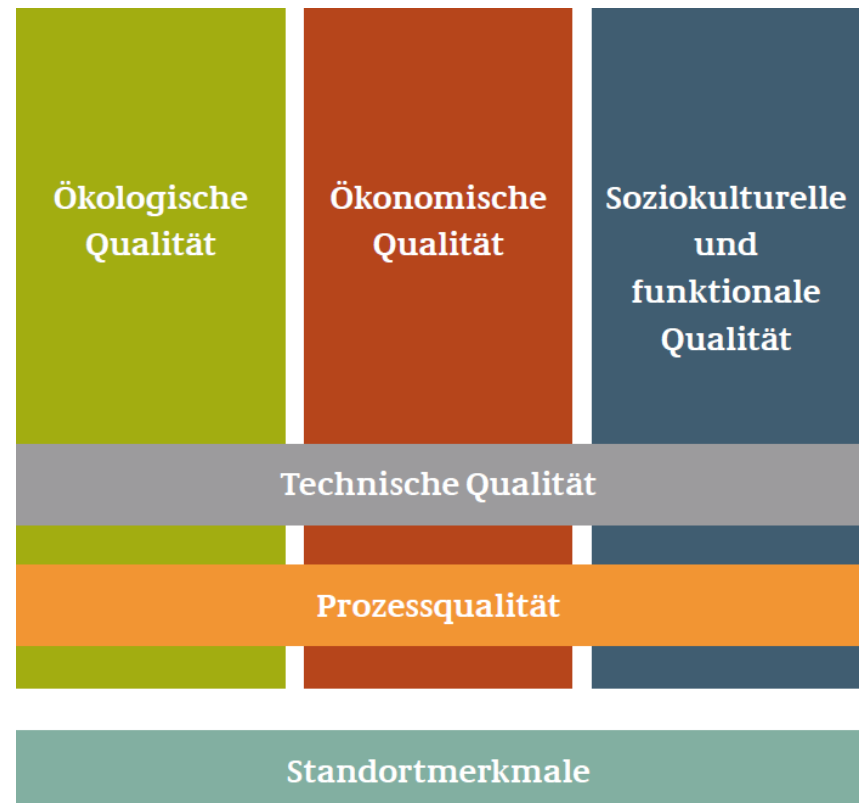 Ökologische
Qualität
Ökonomische
Qualität
Soziokulturelle
und
funktionale
Qualität
Technische Qualität
Prozessqualität
Standortmerkmale